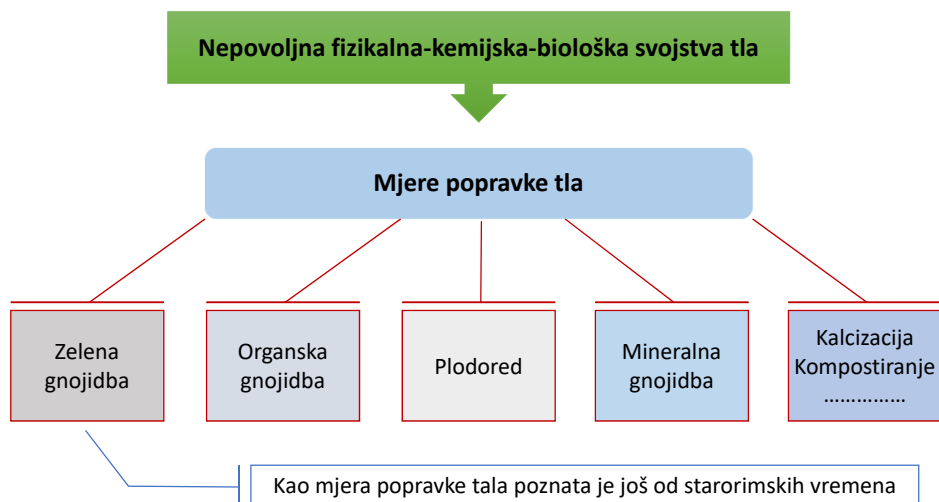 Nepovoljna fizikalna-kemijska-biološka svojstva tla
Mjere popravke tla
Zelena
gnojidba
Organska
gnojidba
Plodored
Mineralna
gnojidba
Kalcizacija
Kompostiranje
……………
Kao mjera popravke tala poznata je još od starorimskih vremena